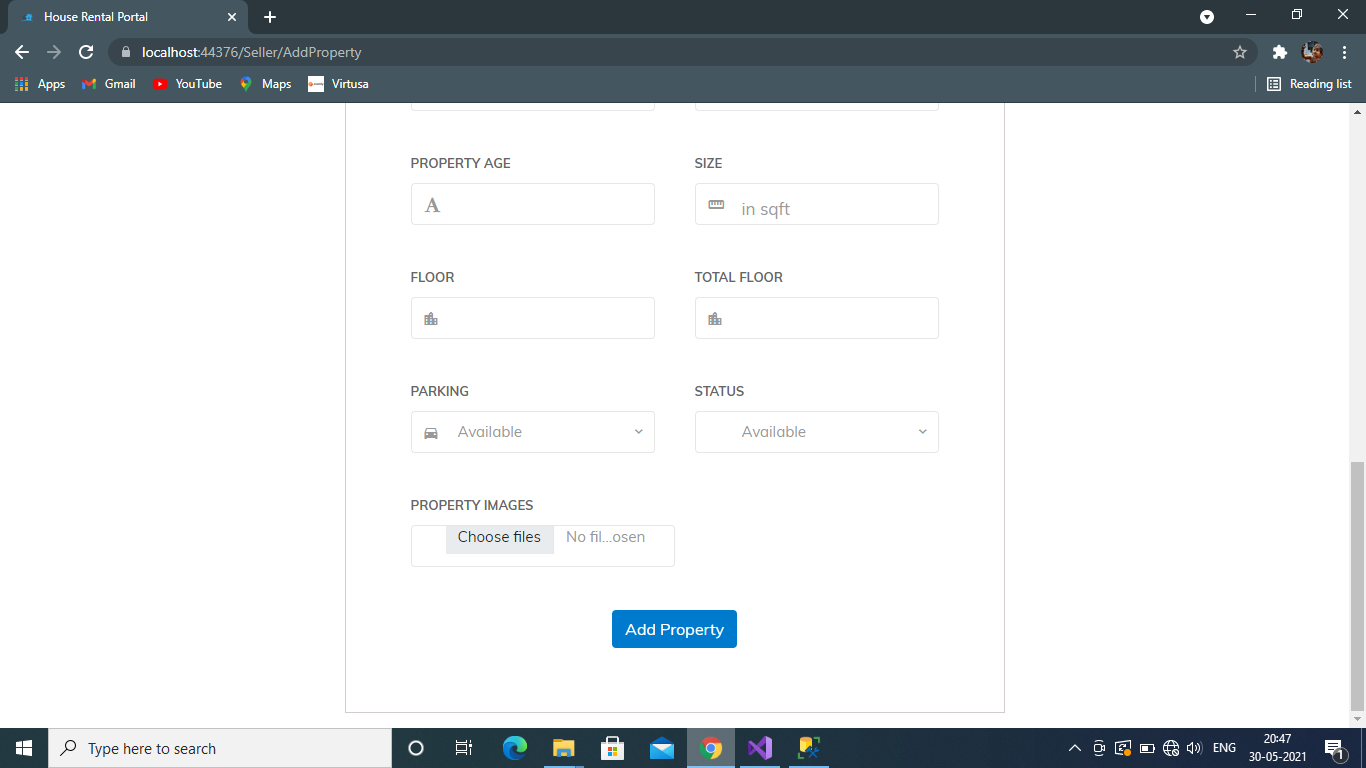 House Rental Portal
localhost:44376/Seller/AddProperty
Apps Gmail YouTube Maps Virtusa Reading list
PROPERTY AGE SIZE
in sqft
FLOOR TOTAL FLOOR
PARKING STATUS
Available Available
PROPERTY IMAGES
Choose files No fil...osen
Add Property
Type here to search ENG 20:47
30-05-2021 1